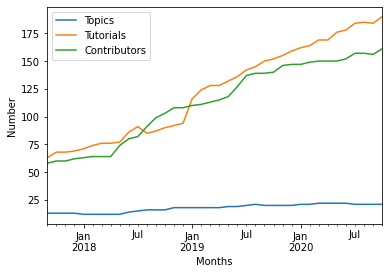 Topics
Tutorials
Contributors
Number
175
150
125
100
75
50
25
Jan
2018
Jul
Jan
2019
Jul
Jan
2020
Jul
Months